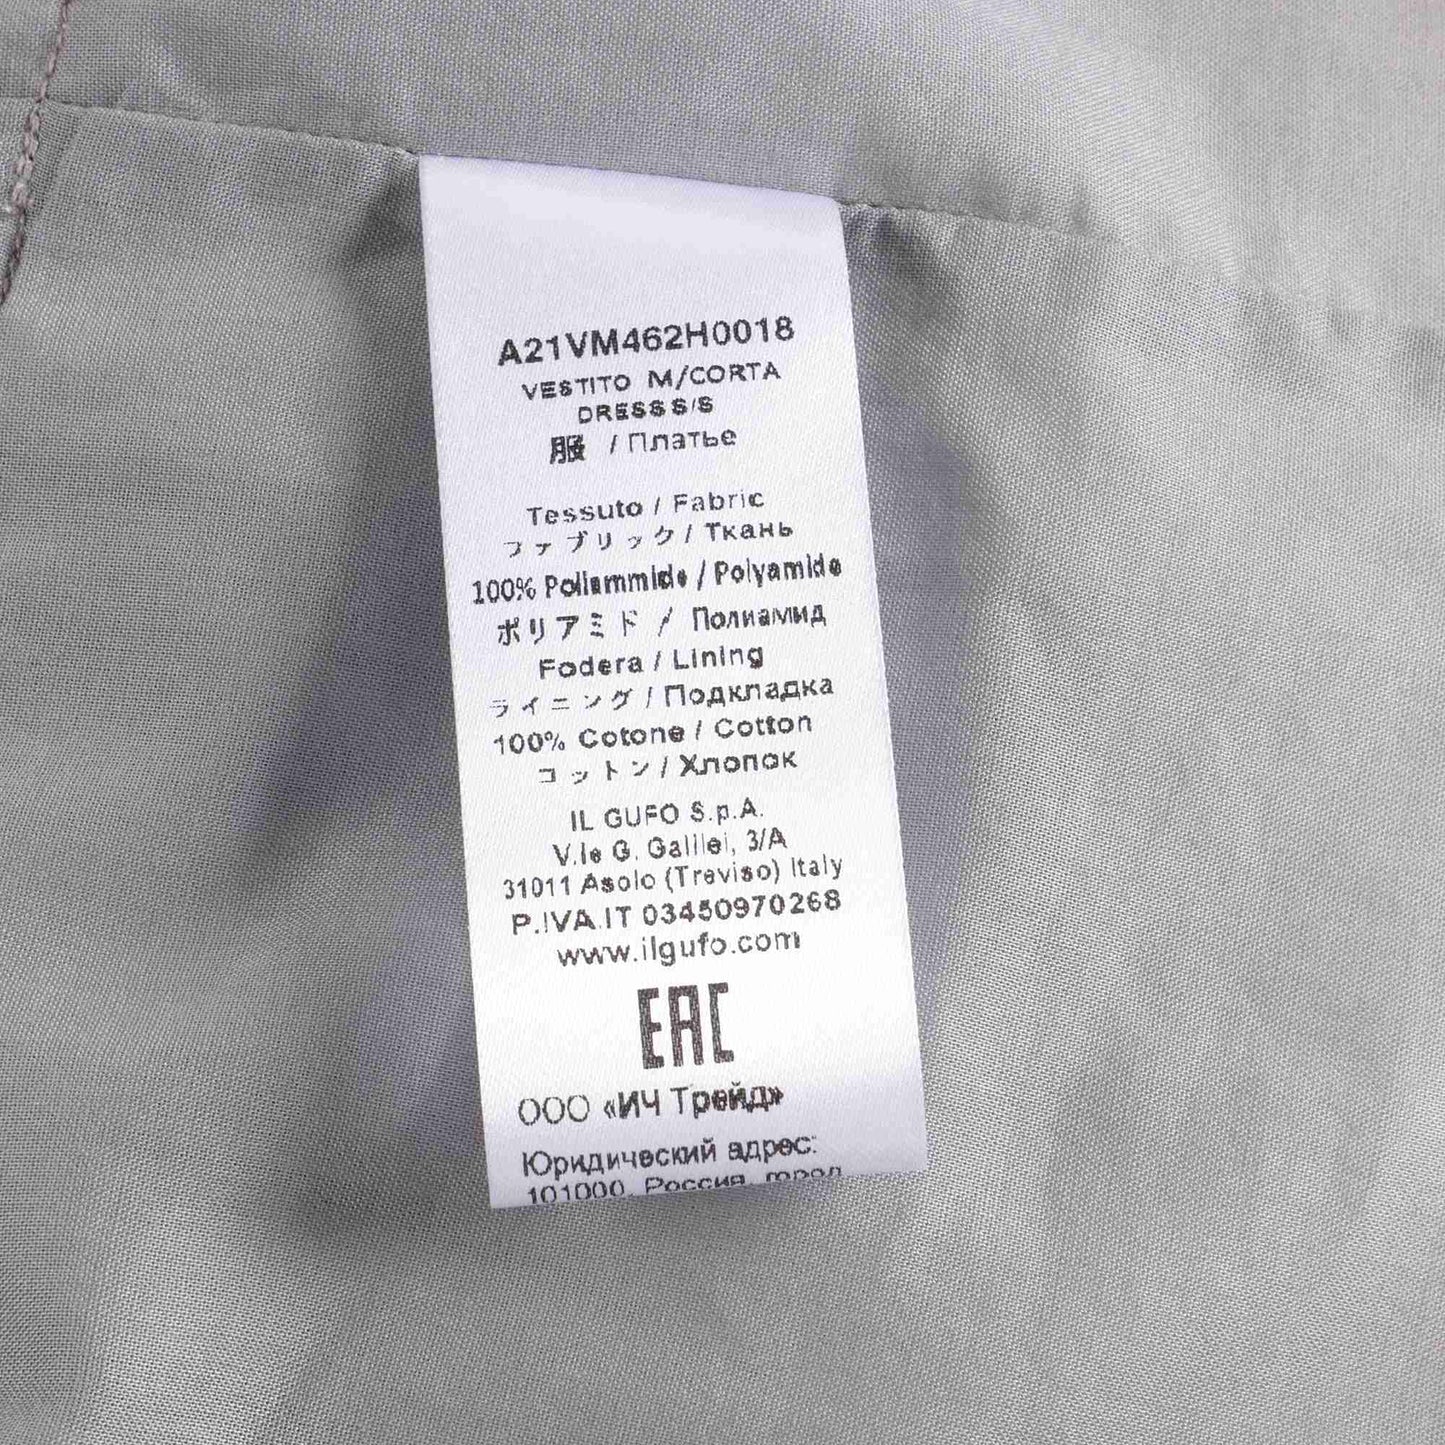 A21VM462H0018
VESTITO M/CORTA
DRESS S/S
服 / Платье
Tessuto / Fabric
ファブリック / Ткань
100% Poliammide / Polyamide
ポリアミド / Полиамид
Fodera / Lining
ライニング / Подкладка
100% Cotone / Cotton
コットン / Хлопок
IL GUFO S.p.A.
V.le G. Galilei, 3/A
31011 Asolo (Treviso) Italy
P.IVA.IT 03450970268
www.ilgufo.com
EAC
ООО «ИЧ Трейд»
Юридический адрес:
101000, Россия, город